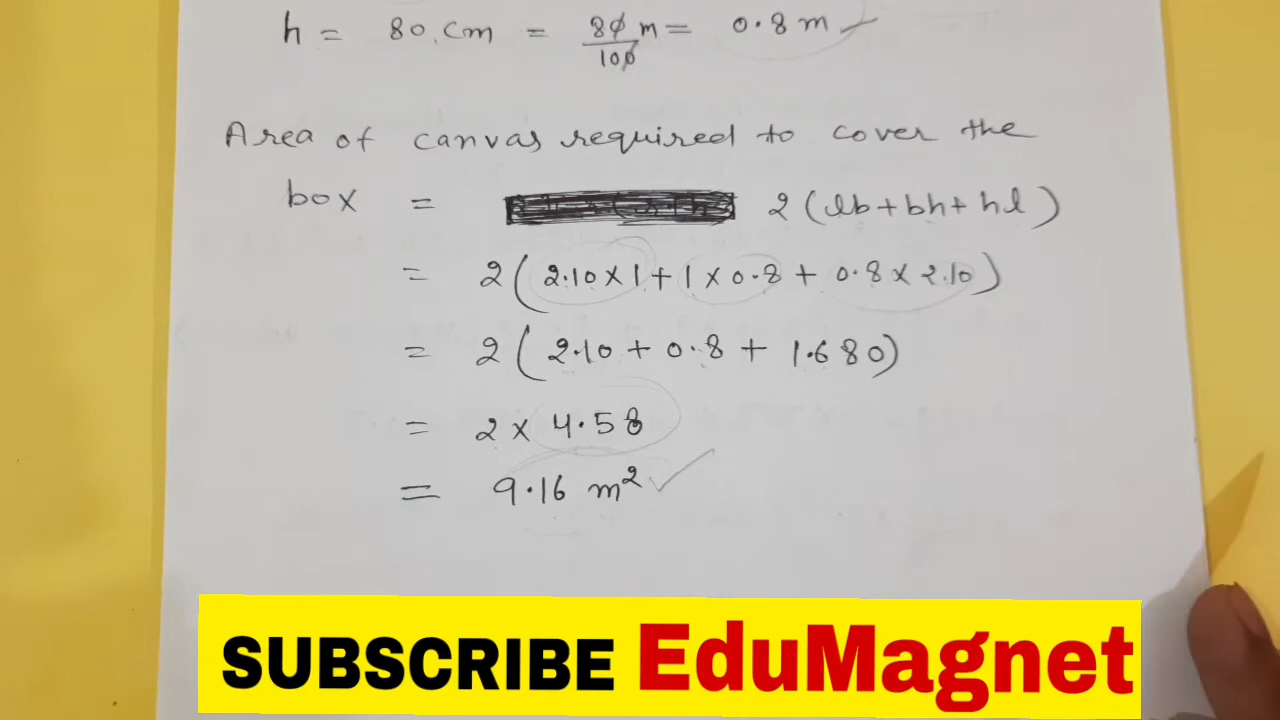 h = 80 cm = 80/100 m = 0.8 m
Area of canvas required to cover the
box = 2 (lb + bh + hl)
= 2 ( 2.10 x 1 + 1 x 0.8 + 0.8 x 2.10)
= 2 ( 2.10 + 0.8 + 1.680)
= 2 x 4.58
= 9.16 m²
SUBSCRIBE EduMagnet